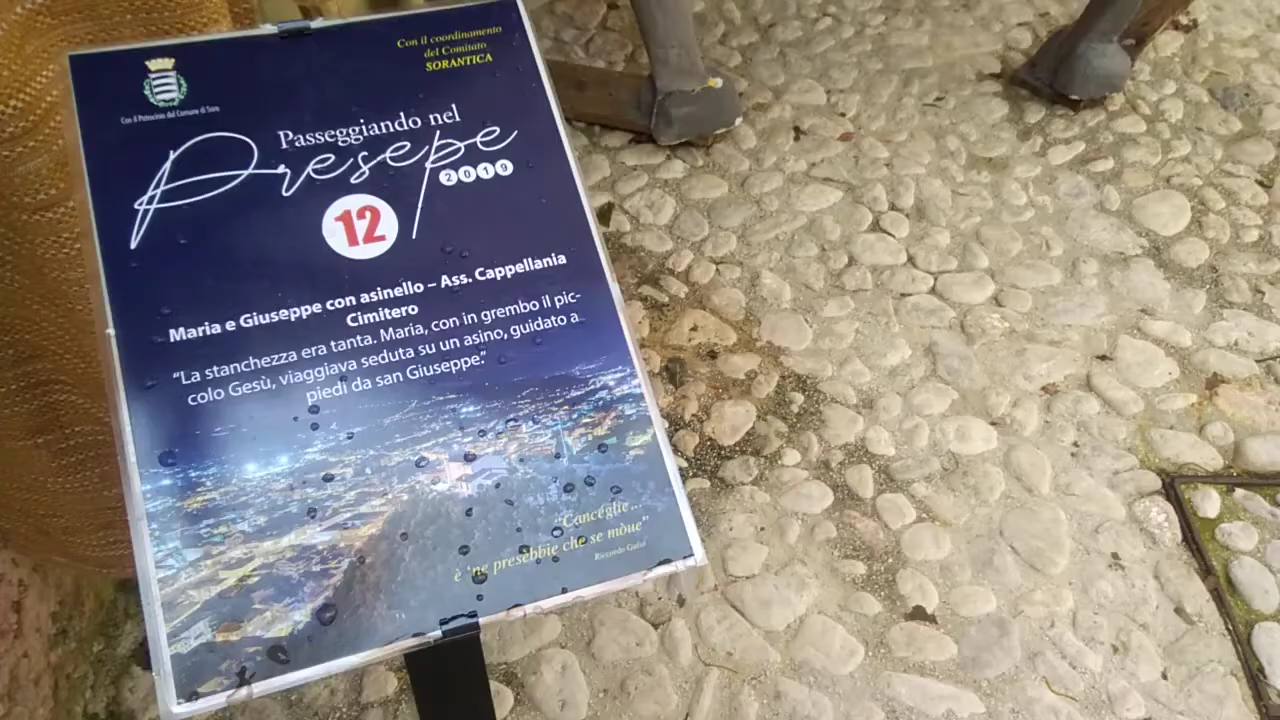 Con il coordinamento
del Comitato
SORANTICA
Con il Patrocinio del Comune di Sora
Passeggiando nel
Presepe
2019
12
Maria e Giuseppe con asinello – Ass. Cappellania
Cimitero
“La stanchezza era tanta. Maria, con in grembo il pic-
colo Gesù, viaggiava seduta su un asino, guidato a
piedi da san Giuseppe.”
“Cancéglie...
è ‘ne presèbbie che se mòue”
Riccardo Gulia